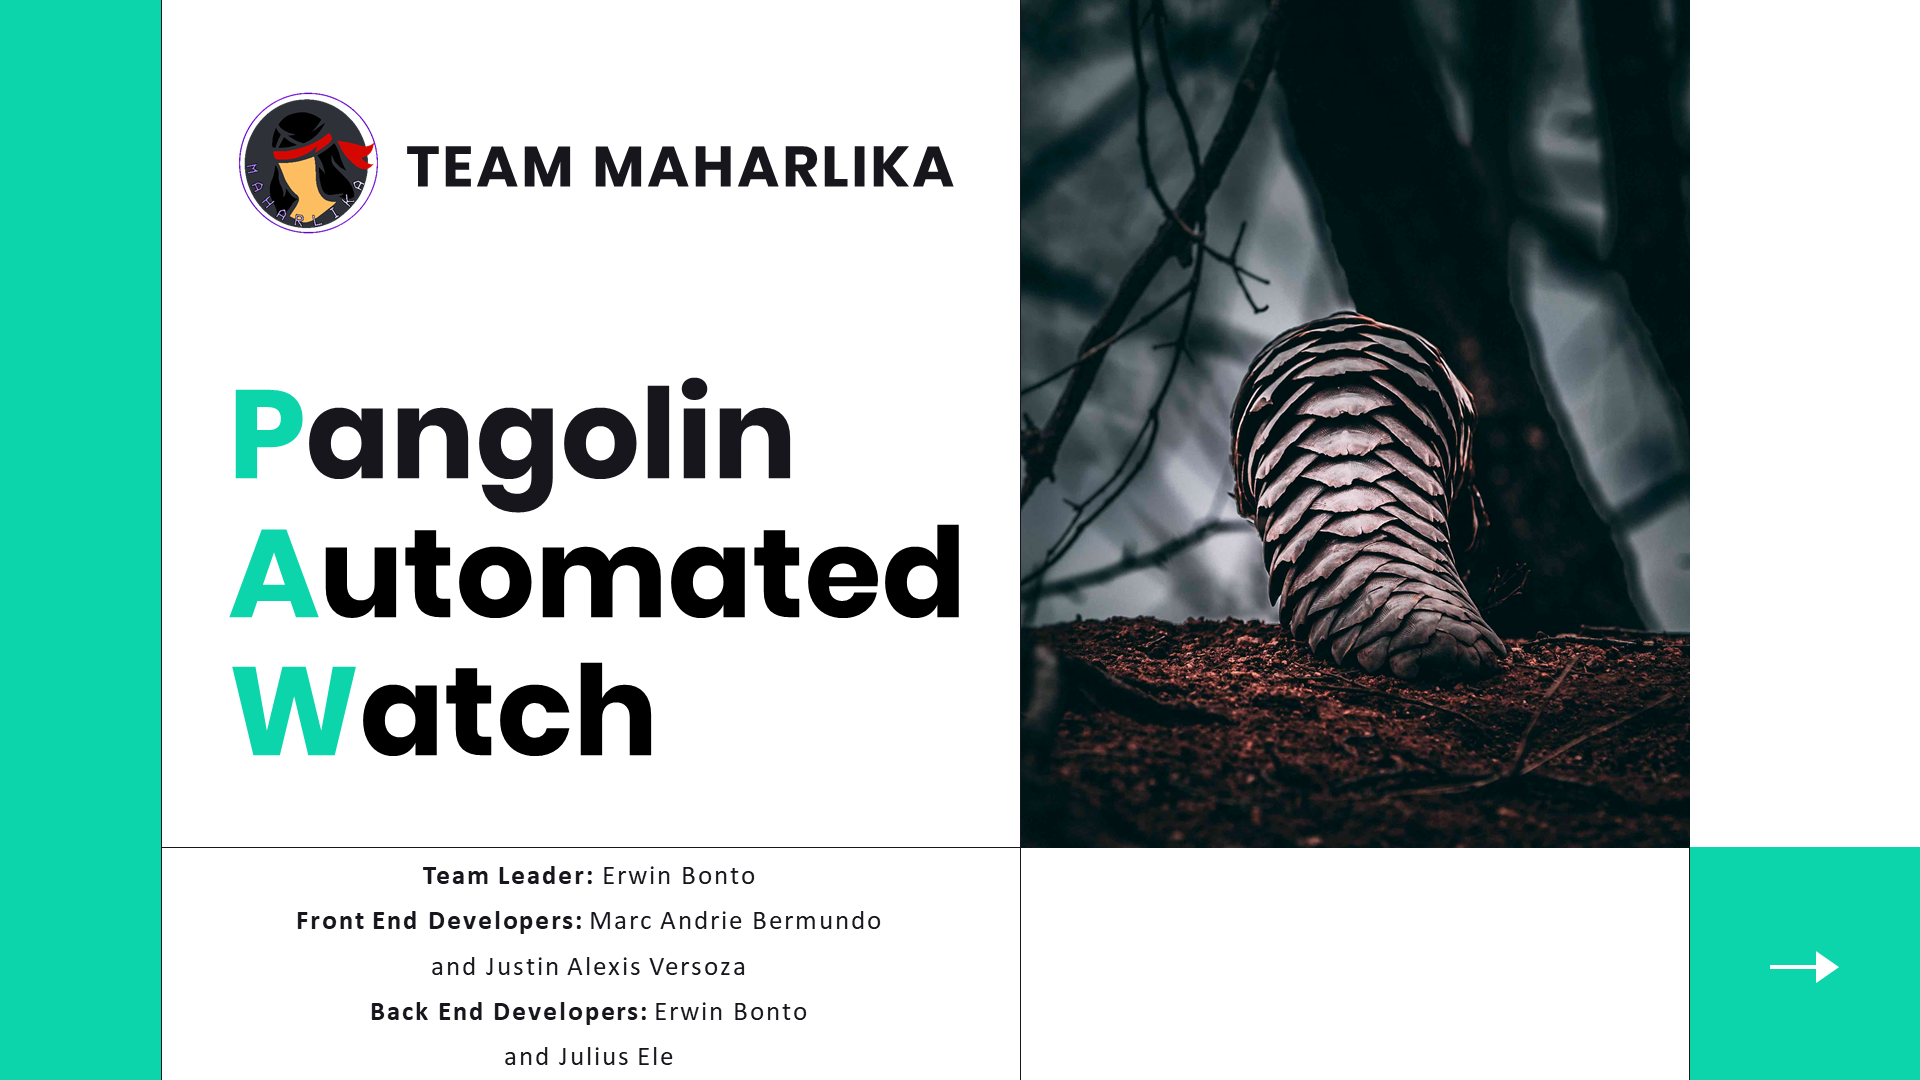 MAHARLIKA
TEAM MAHARLIKA
Pangolin
Automated
Watch
Team Leader: Erwin Bonto
Front End Developers: Marc Andrie Bermundo
and Justin Alexis Versoza
Back End Developers: Erwin Bonto
and Julius Ele